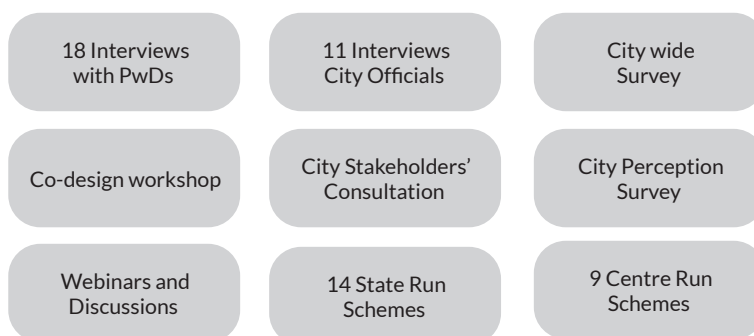 18 Interviews
with PwDs
11 Interviews
City Officials
City wide
Survey
Co-design workshop
City Stakeholders’
Consultation
City Perception
Survey
Webinars and
Discussions
14 State Run
Schemes
9 Centre Run
Schemes